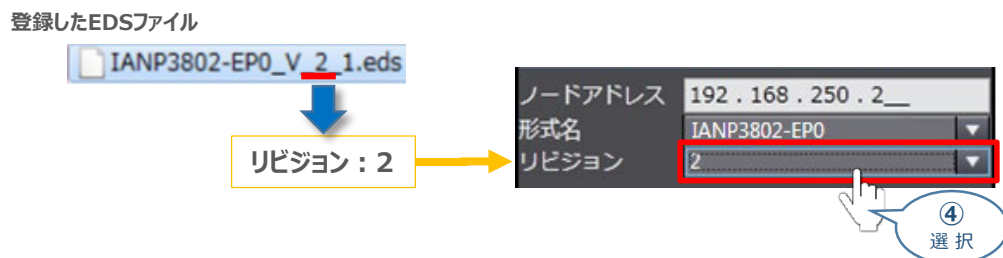 登録したEDSファイル
IANP3802-EP0_V_2_1.eds
リビジョン：2
ノードアドレス 192 . 168 . 250 . 2__
形式名 IANP3802-EP0
リビジョン 2
④
選 択